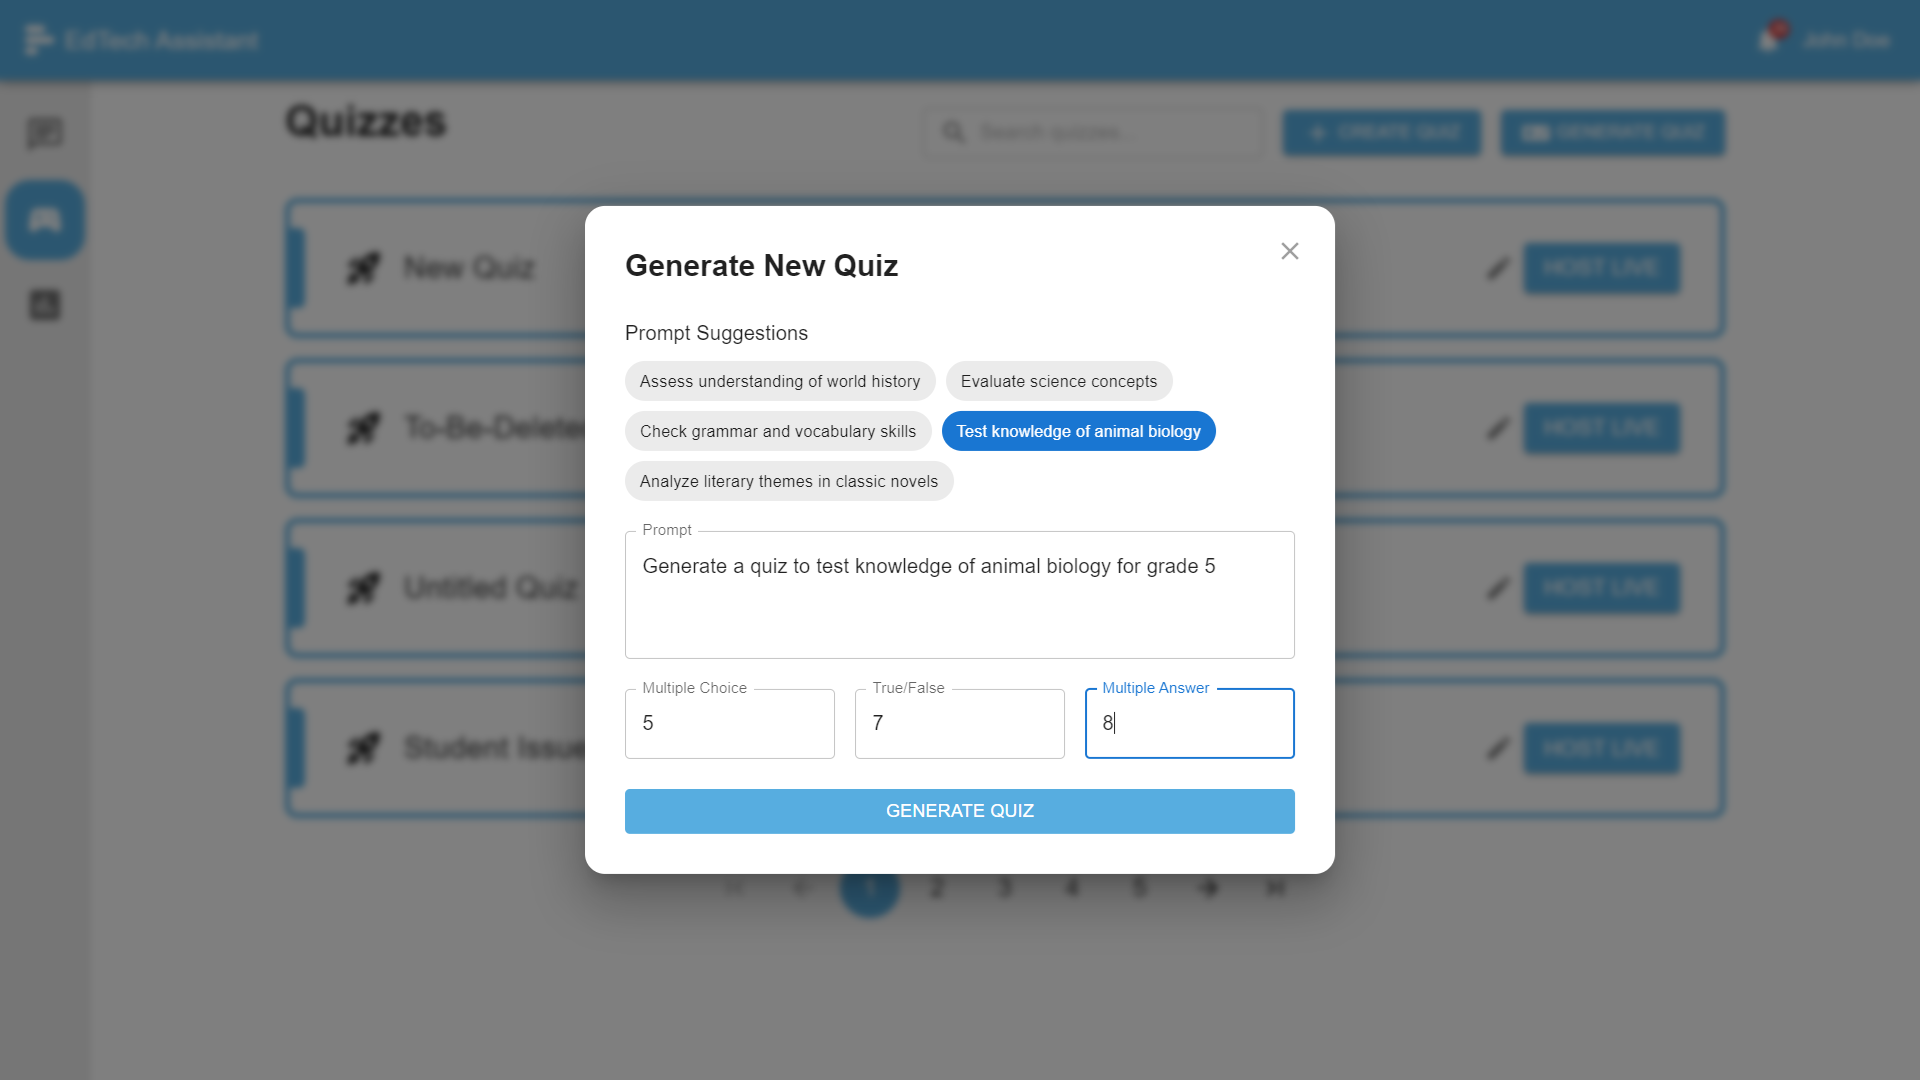 EdTech Assistant
John Doe
Quizzes
Search quizzes...
CREATE QUIZ
GENERATE QUIZ
New Quiz
HOST LIVE
To-Be-Delete
HOST LIVE
Untitled Quiz
HOST LIVE
Student Issue
HOST LIVE
Generate New Quiz
Prompt Suggestions
Assess understanding of world history
Evaluate science concepts
Check grammar and vocabulary skills
Test knowledge of animal biology
Analyze literary themes in classic novels
Prompt
Generate a quiz to test knowledge of animal biology for grade 5
Multiple Choice
True/False
Multiple Answer
5
7
8
GENERATE QUIZ
1 2 3 4 5